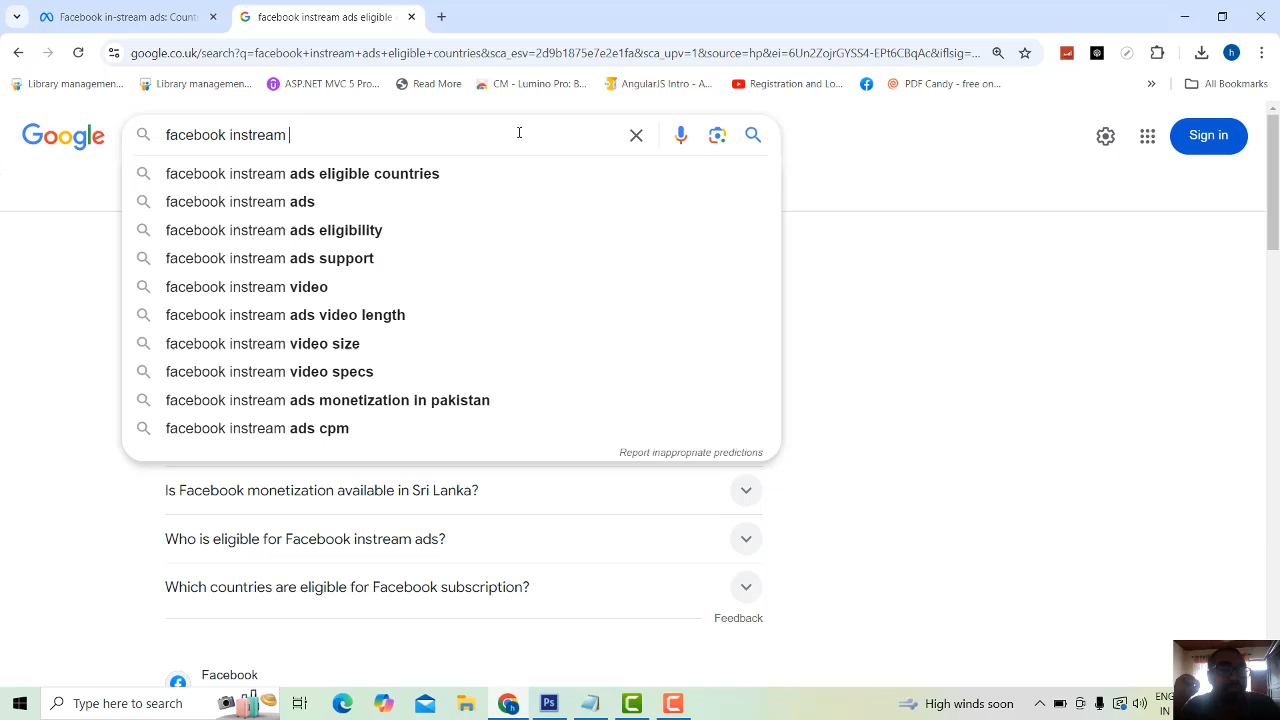 Facebook in-stream ads el
facebook instream ads elig
google.co.uk/search?q=facebook+instream+ads+eligible+countries&sca_esv=2d9b1875e7e2e1fa&sca_upv=1&source=hp&ei=6Un2ZqrGYSS4-EPt6CBqAc&iflsig=...
Library managemen... Library managemen... ASP.NET MVC 5 Proj... Read More CM - Lumino Pro: B... AngularJS Intro - A... Registration and Lo... PDF Candy - free on... » All Bookmarks
Google
facebook instream
Sign in
facebook instream ads eligible countries
facebook instream ads
facebook instream ads eligibility
facebook instream ads support
facebook instream video
facebook instream ads video length
facebook instream video size
facebook instream video specs
facebook instream ads monetization in pakistan
facebook instream ads cpm
Report inappropriate predictions
Is Facebook monetization available in Sri Lanka?
Who is eligible for Facebook instream ads?
Which countries are eligible for Facebook subscription?
Feedback
Facebook
Type here to search
High winds soon
ENG
IN